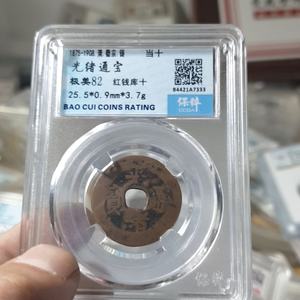 1875-1908 清 德宗 铜 当十
光绪通宝
极美82 红钱库十
25.5*0.9mm*3.7g
BAO CUI COINS RATING
84421A7333
保粹